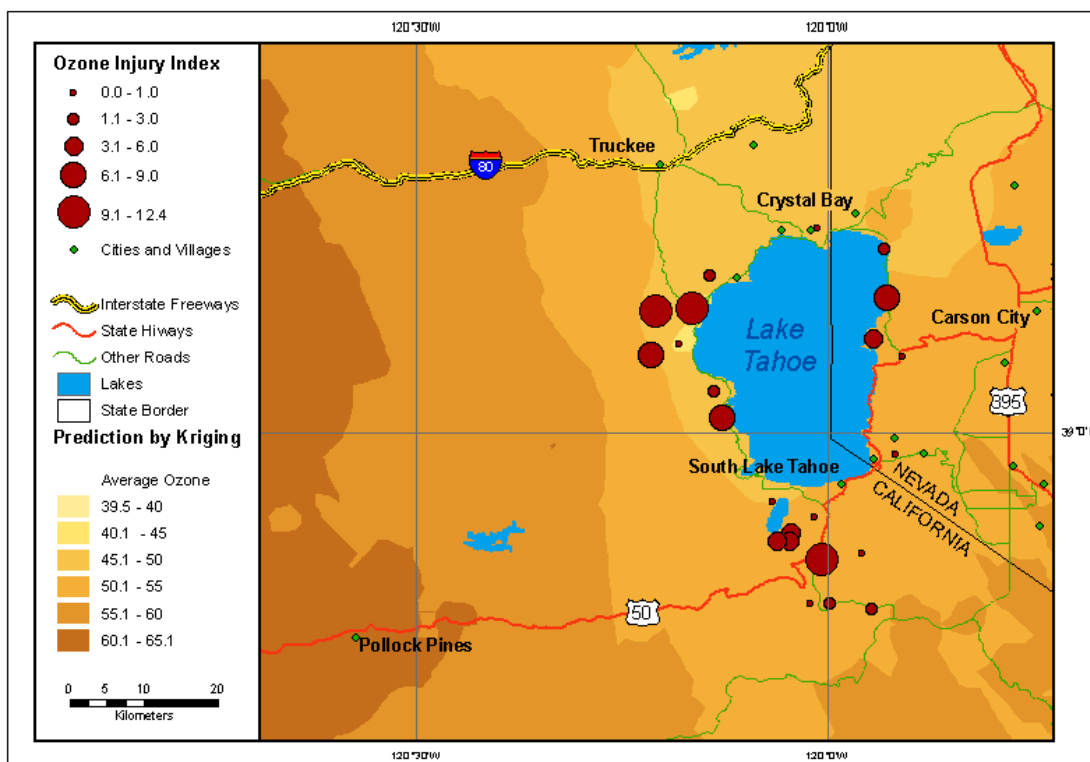 120°30'W 120°0'W
Ozone Injury Index
0.0 - 1.0
1.1 - 3.0
3.1 - 6.0
6.1 - 9.0
9.1 - 12.4
Cities and Villages
Interstate Freeways
State Hiways
Other Roads
Lakes
State Border
Prediction by Kriging
Average Ozone
39.5 - 40
40.1 - 45
45.1 - 50
50.1 - 55
55.1 - 60
60.1 - 65.1
0 5 10 20
Kilometers
Truckee
80
Crystal Bay
Carson City
Lake
Tahoe
395
39°0'
South Lake Tahoe
NEVADA
CALIFORNIA
50
Pollock Pines
120°30'W 120°0'W